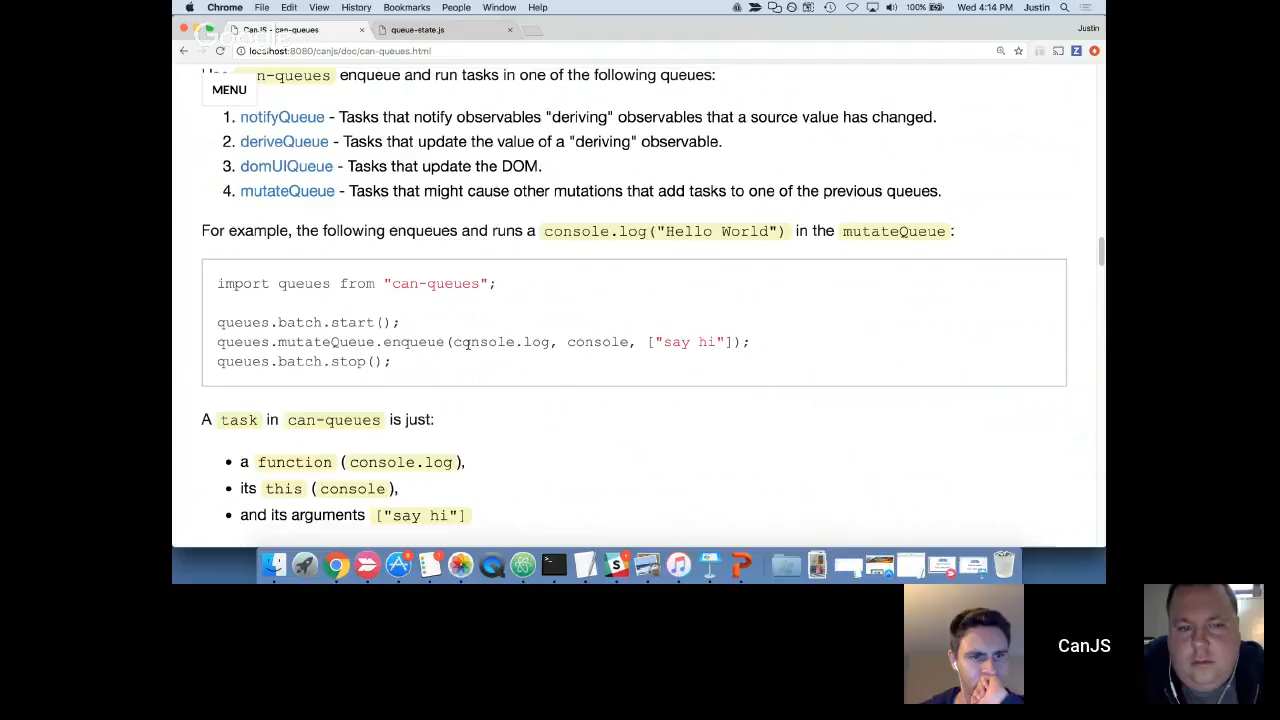 Chrome File Edit View History Bookmarks People Window Help 100% Wed 4:14 PM Justin
CanJS - can-queues × queue-state.js × Justin
localhost:8080/canjs/doc/can-queues.html
-queues enqueue and run tasks in one of the following queues:
MENU
1. notifyQueue - Tasks that notify observables "deriving" observables that a source value has changed.
2. deriveQueue - Tasks that update the value of a "deriving" observable.
3. domUIQueue - Tasks that update the DOM.
4. mutateQueue - Tasks that might cause other mutations that add tasks to one of the previous queues.
For example, the following enqueues and runs a console.log("Hello World") in the mutateQueue:
import queues from "can-queues";
queues.batch.start();
queues.mutateQueue.enqueue(console.log, console, ["say hi"]);
queues.batch.stop();
A task in can-queues is just:
• a function (console.log),
• its this (console),
• and its arguments ["say hi"]
CanJS